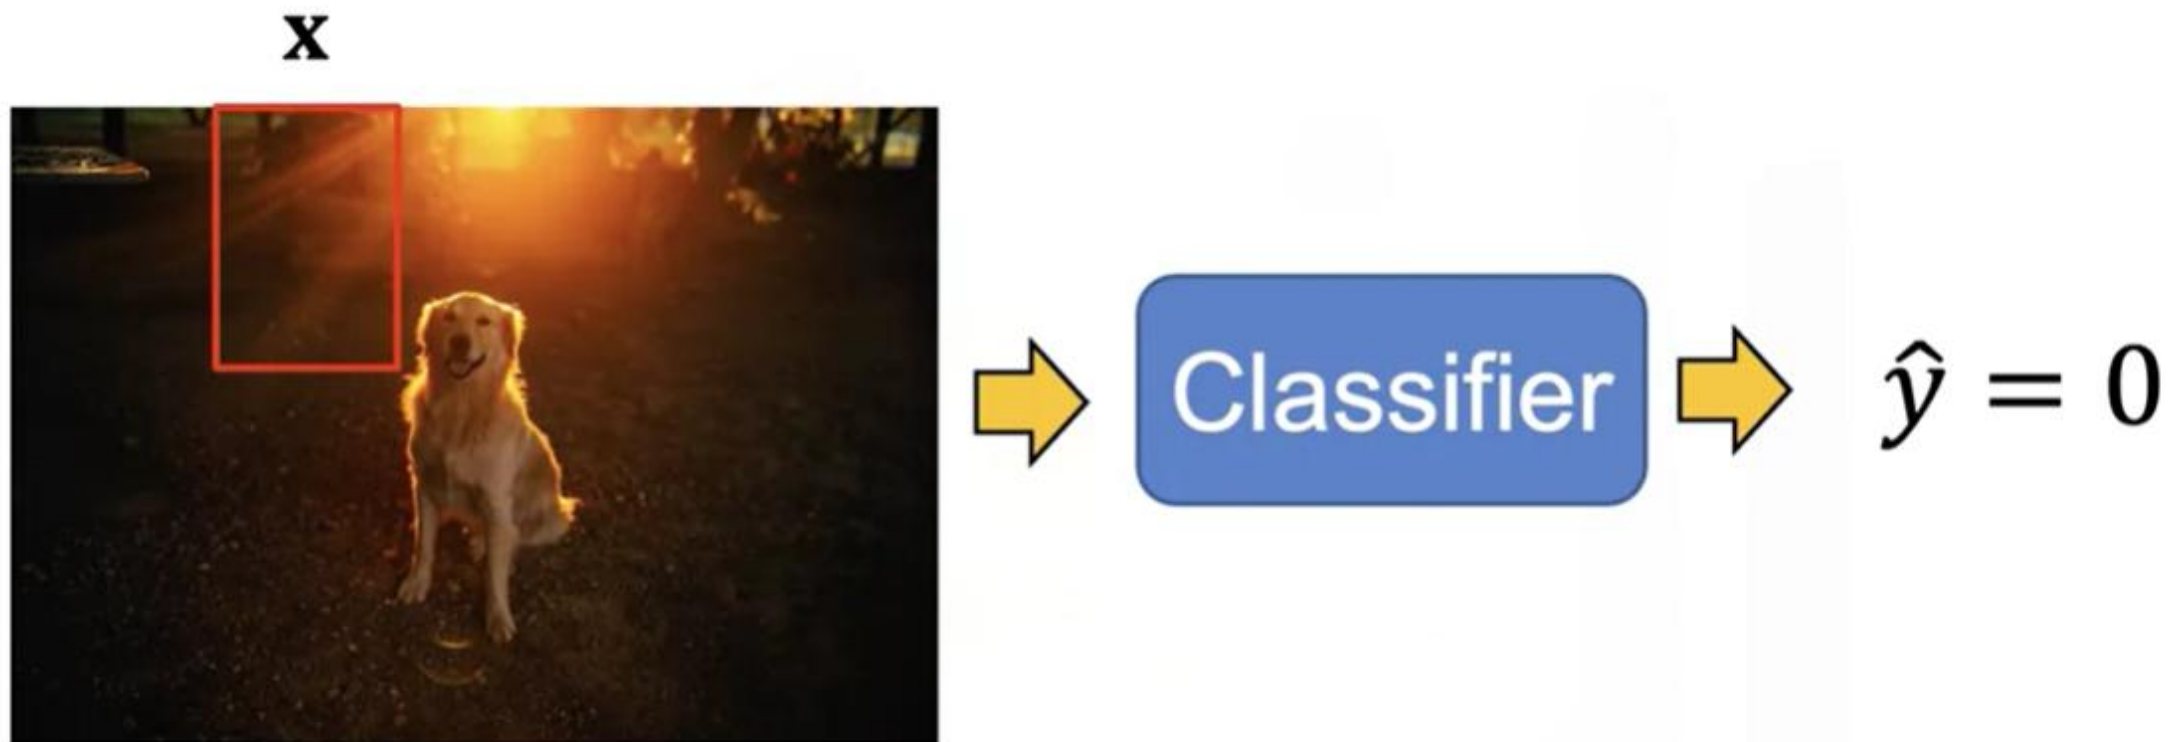 x
Classifier
ŷ = 0